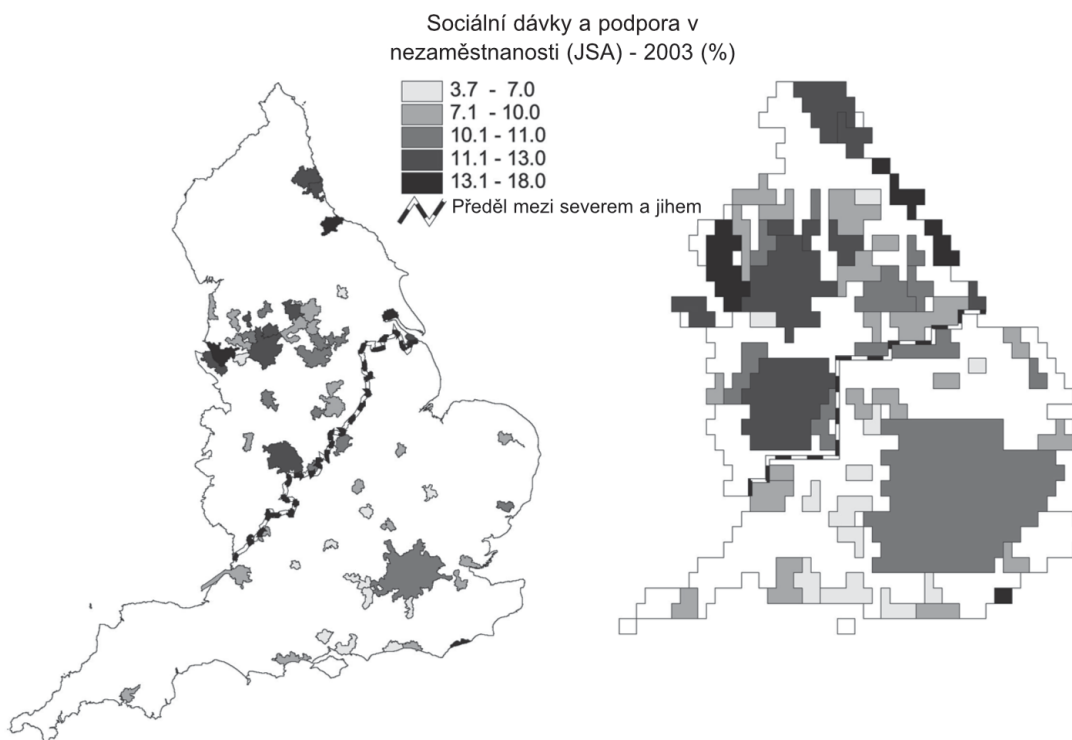 Sociální dávky a podpora v
nezaměstnanosti (JSA) - 2003 (%)
3.7 - 7.0
7.1 - 10.0
10.1 - 11.0
11.1 - 13.0
13.1 - 18.0
Předěl mezi severem a jihem